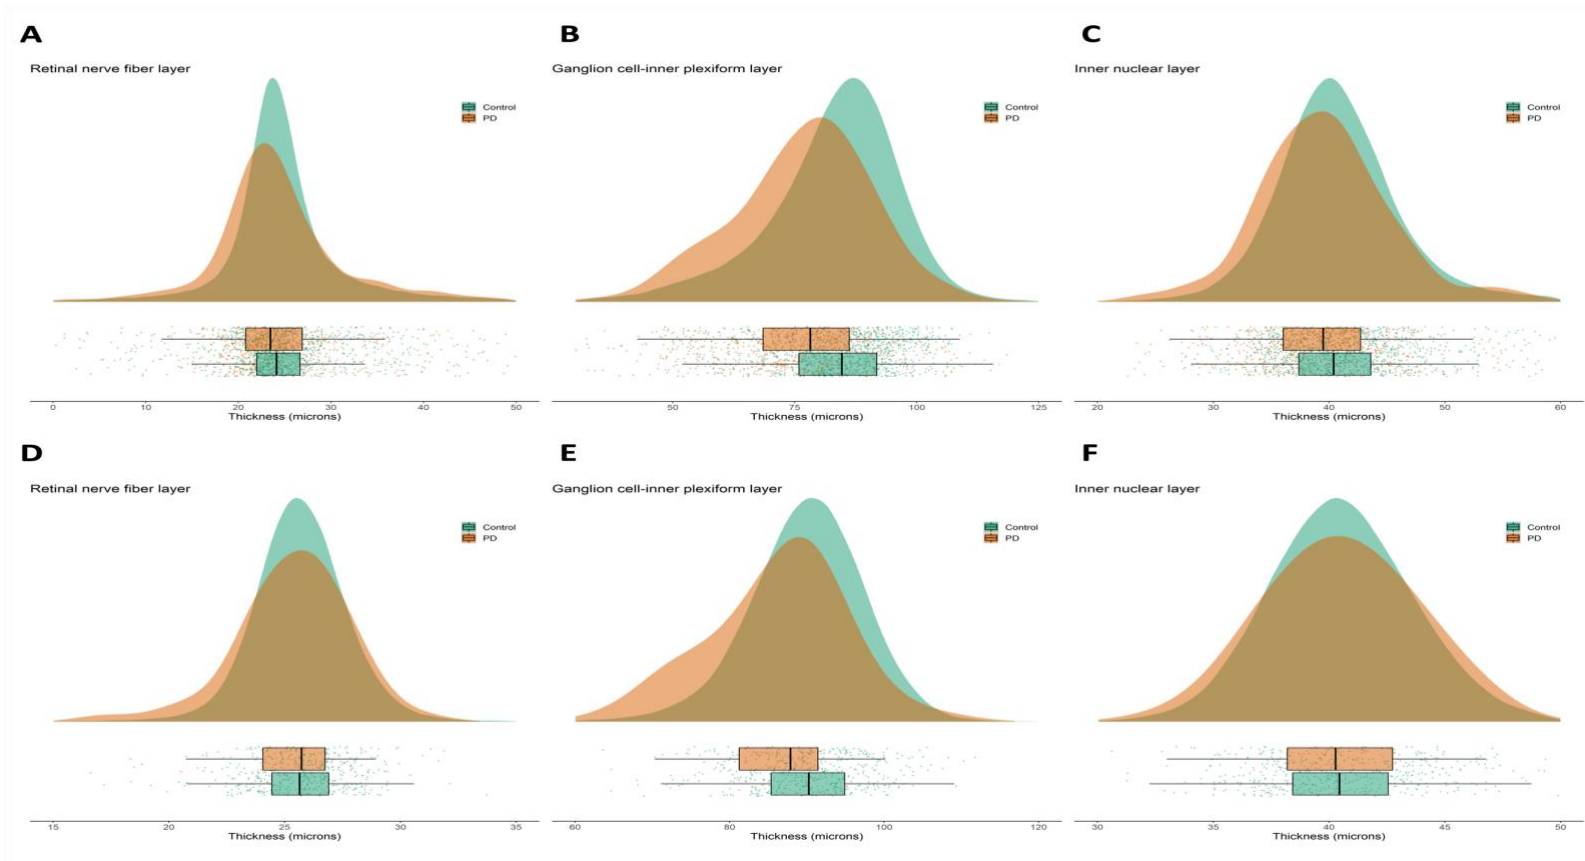 A
Retinal nerve fiber layer
Control
PD
0 10 20 30 40 50
Thickness (microns)
B
Ganglion cell-inner plexiform layer
Control
PD
50 75 100 125
Thickness (microns)
C
Inner nuclear layer
Control
PD
20 30 40 50 60
Thickness (microns)
D
Retinal nerve fiber layer
Control
PD
15 20 25 30 35
Thickness (microns)
E
Ganglion cell-inner plexiform layer
Control
PD
60 80 100 120
Thickness (microns)
F
Inner nuclear layer
Control
PD
30 35 40 45 50
Thickness (microns)